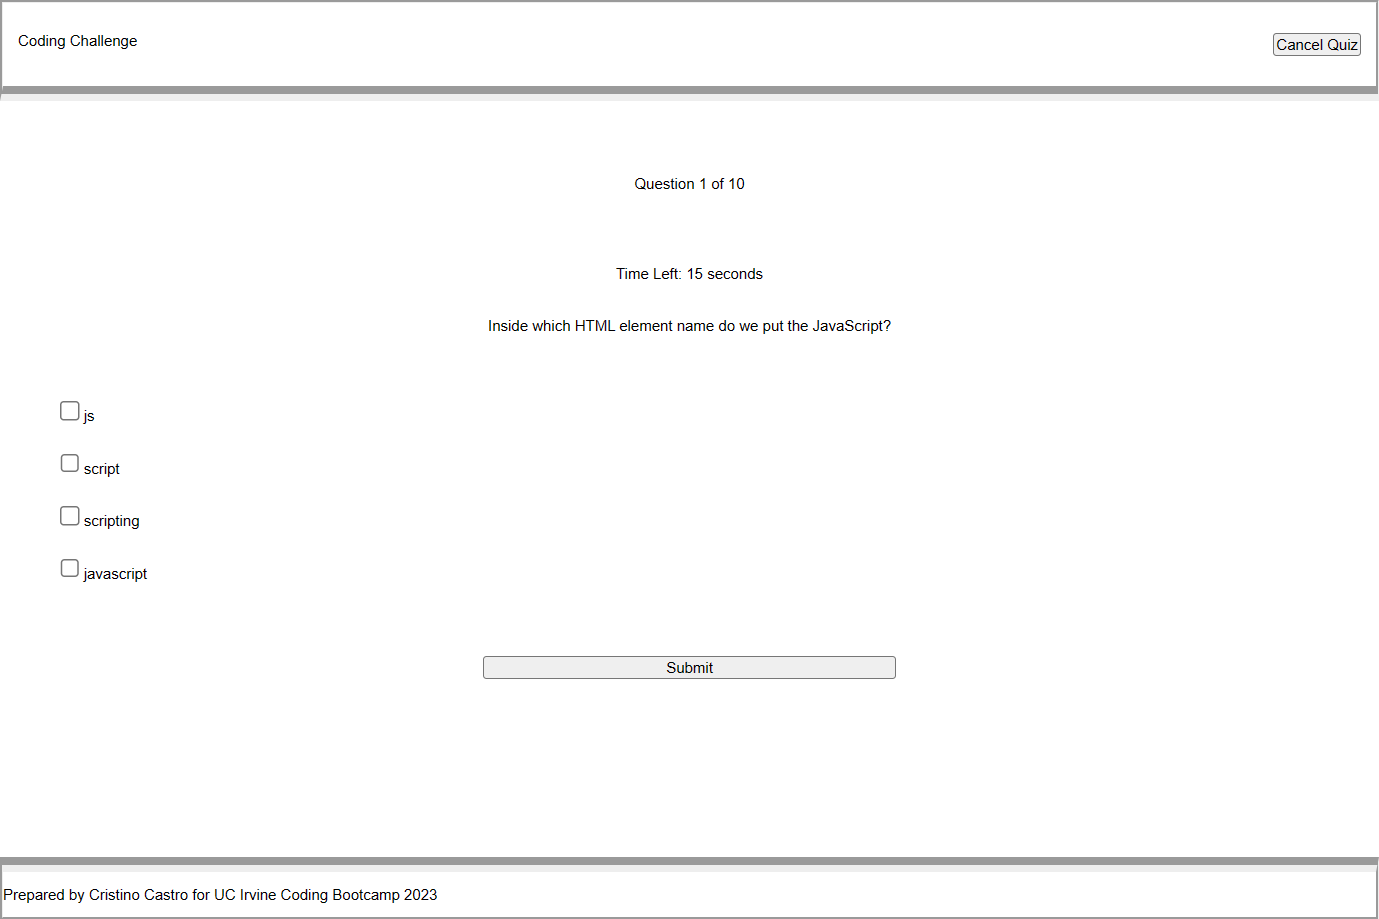 Coding Challenge
Cancel Quiz
Question 1 of 10
Time Left: 15 seconds
Inside which HTML element name do we put the JavaScript?
js
script
scripting
javascript
Submit
Prepared by Cristino Castro for UC Irvine Coding Bootcamp 2023